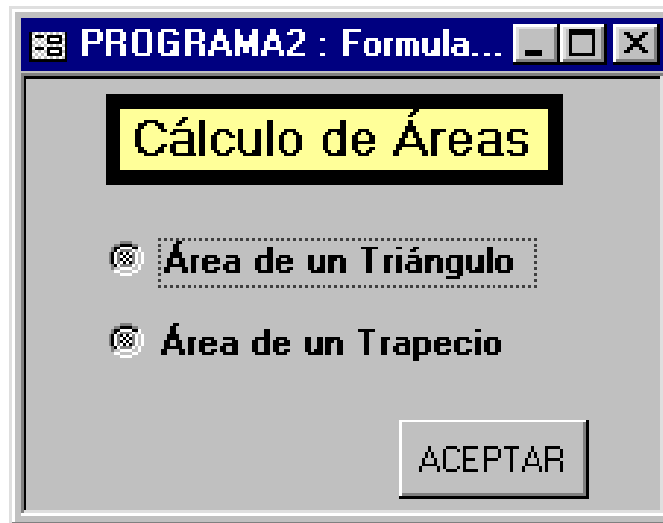 PROGRAMA2 : Formula...
Cálculo de Áreas
Área de un Triángulo
Área de un Trapecio
ACEPTAR